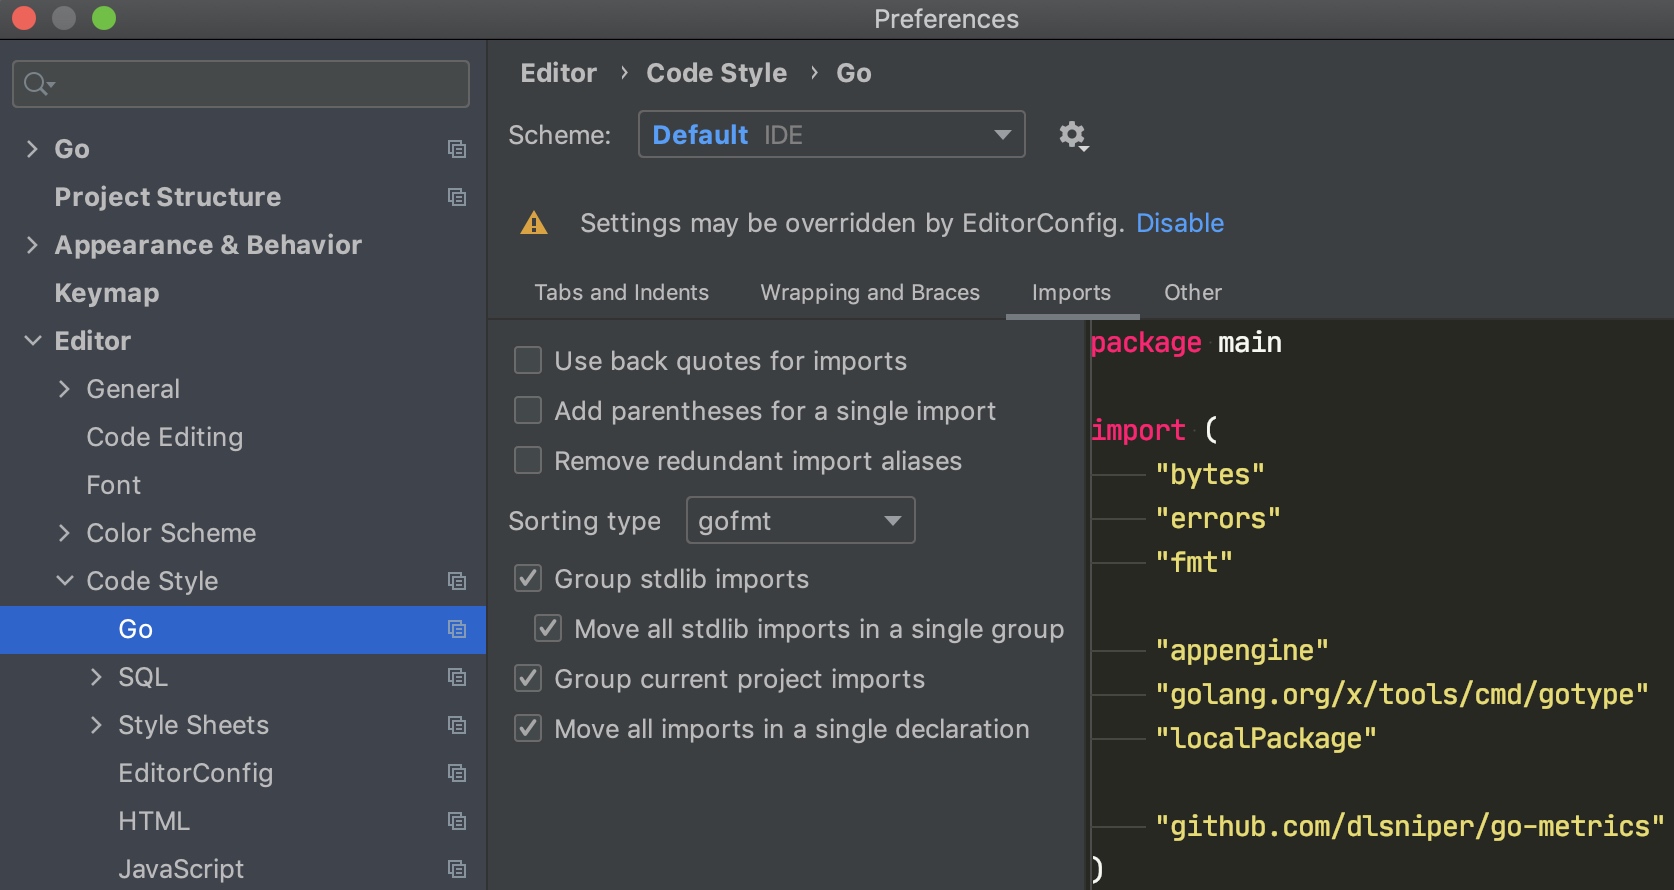 Preferences
Go
Project Structure
Appearance & Behavior
Keymap
Editor
General
Code Editing
Font
Color Scheme
Code Style
Go
SQL
Style Sheets
EditorConfig
HTML
JavaScript
Editor › Code Style › Go
Scheme: Default IDE
Settings may be overridden by EditorConfig. Disable
Tabs and Indents Wrapping and Braces Imports Other
Use back quotes for imports
Add parentheses for a single import
Remove redundant import aliases
Sorting type gofmt
Group stdlib imports
Move all stdlib imports in a single group
Group current project imports
Move all imports in a single declaration
package main
import (
"bytes"
"errors"
"fmt"
"appengine"
"golang.org/x/tools/cmd/gotype"
"localPackage"
"github.com/dlsniper/go-metrics"
)